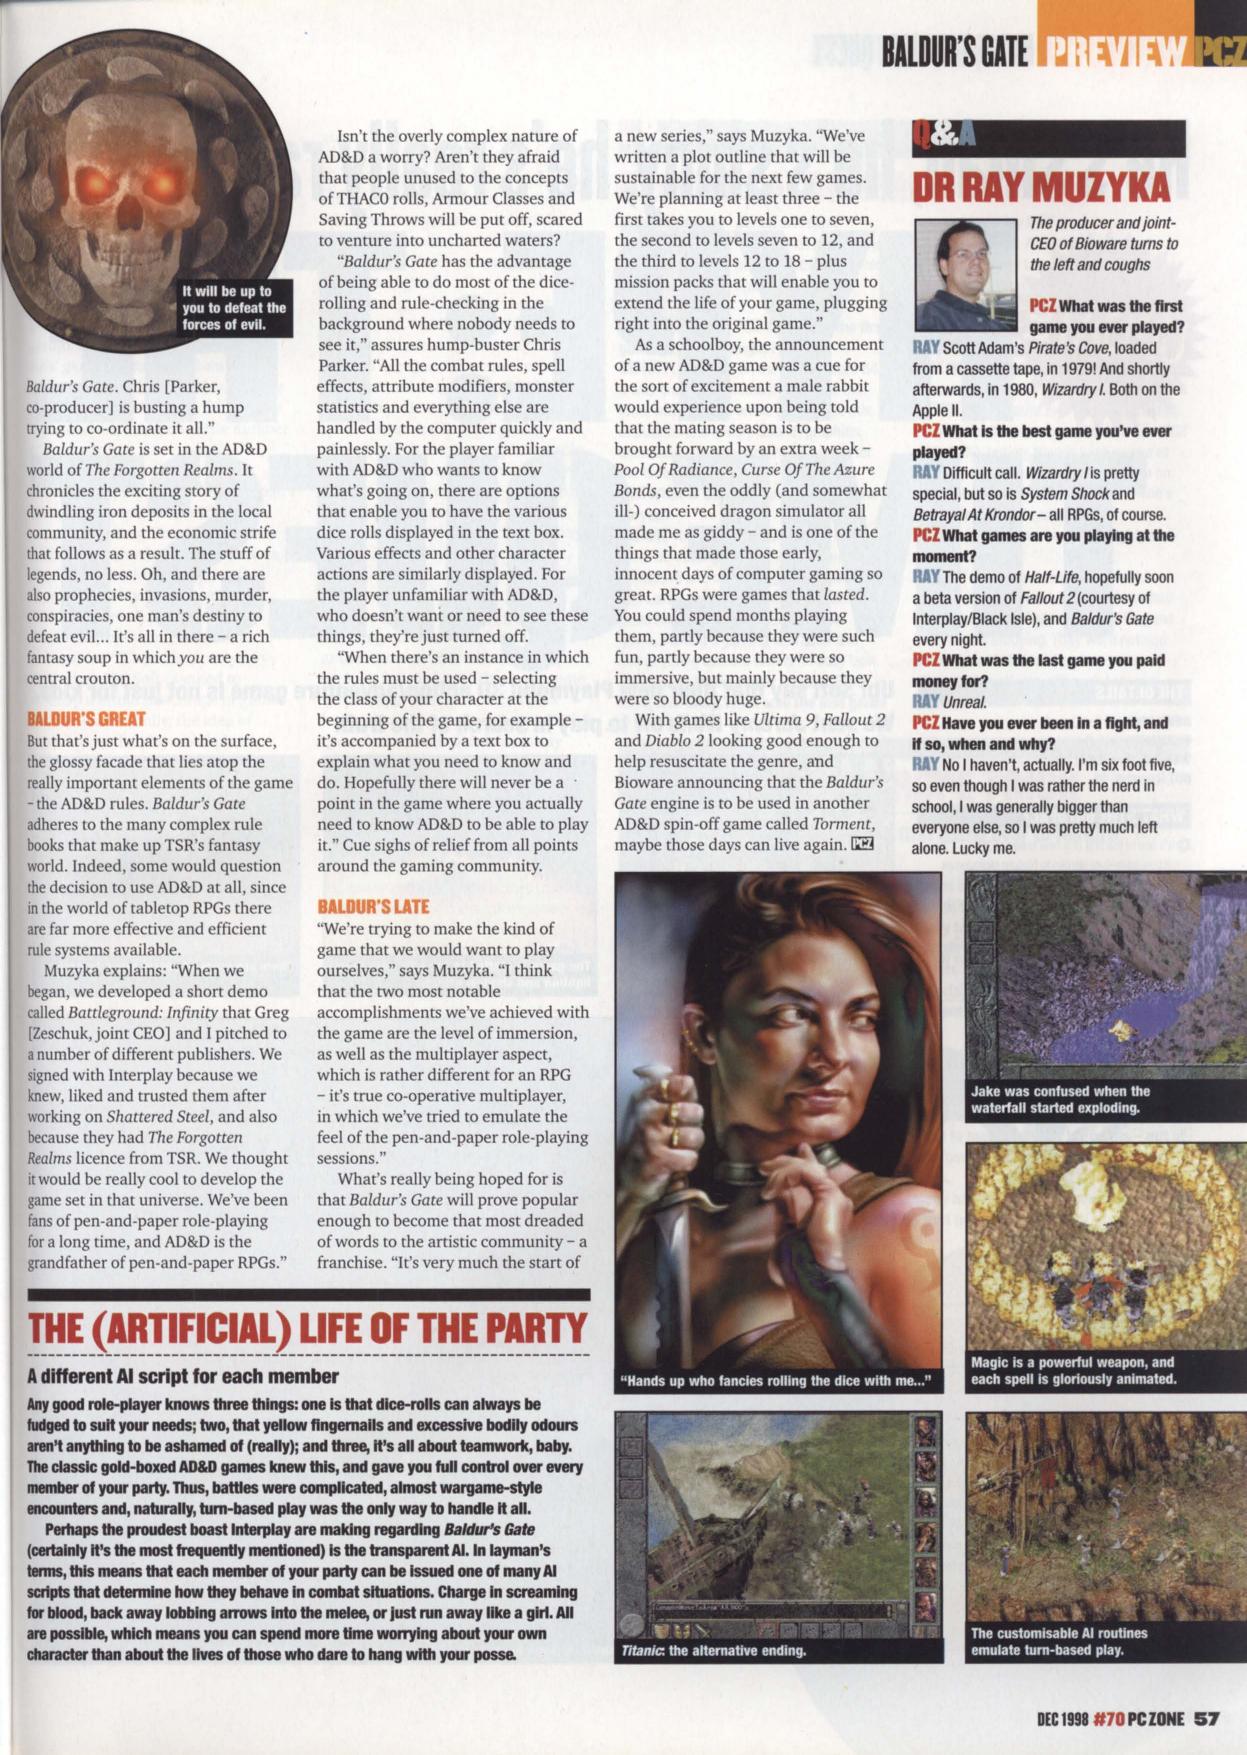 BALDUR'S GATE PREVIEW PCZ
It will be up to
you to defeat the
forces of evil.
Baldur's Gate. Chris [Parker,
co-producer] is busting a hump
trying to co-ordinate it all.”
Baldur's Gate is set in the AD&D
world of The Forgotten Realms. It
chronicles the exciting story of
dwindling iron deposits in the local
community, and the economic strife
that follows as a result. The stuff of
legends, no less. Oh, and there are
also prophecies, invasions, murder,
conspiracies, one man's destiny to
defeat evil... It's all in there – a rich
fantasy soup in which you are the
central crouton.
BALDUR'S GREAT
But that's just what's on the surface,
the glossy facade that lies atop the
really important elements of the game
– the AD&D rules. Baldur's Gate
adheres to the many complex rule
books that make up TSR's fantasy
world. Indeed, some would question
the decision to use AD&D at all, since
in the world of tabletop RPGs there
are far more effective and efficient
rule systems available.
Muzyka explains: “When we
began, we developed a short demo
called Battleground: Infinity that Greg
[Zeschuk, joint CEO] and I pitched to
a number of different publishers. We
signed with Interplay because we
knew, liked and trusted them after
working on Shattered Steel, and also
because they had The Forgotten
Realms licence from TSR. We thought
it would be really cool to develop the
game set in that universe. We've been
fans of pen-and-paper role-playing
for a long time, and AD&D is the
grandfather of pen-and-paper RPGs.”
Isn't the overly complex nature of
AD&D a worry? Aren't they afraid
that people unused to the concepts
of THAC0 rolls, Armour Classes and
Saving Throws will be put off, scared
to venture into uncharted waters?
“Baldur's Gate has the advantage
of being able to do most of the dice-
rolling and rule-checking in the
background where nobody needs to
see it,” assures hump-buster Chris
Parker. “All the combat rules, spell
effects, attribute modifiers, monster
statistics and everything else are
handled by the computer quickly and
painlessly. For the player familiar
with AD&D who wants to know
what's going on, there are options
that enable you to have the various
dice rolls displayed in the text box.
Various effects and other character
actions are similarly displayed. For
the player unfamiliar with AD&D,
who doesn't want or need to see these
things, they're just turned off.
“When there's an instance in which
the rules must be used – selecting
the class of your character at the
beginning of the game, for example –
it's accompanied by a text box to
explain what you need to know and
do. Hopefully there will never be a
point in the game where you actually
need to know AD&D to be able to play
it.” Cue sighs of relief from all points
around the gaming community.
BALDUR'S LATE
“We're trying to make the kind of
game that we would want to play
ourselves,” says Muzyka. “I think
that the two most notable
accomplishments we've achieved with
the game are the level of immersion,
as well as the multiplayer aspect,
which is rather different for an RPG
– it's true co-operative multiplayer,
in which we've tried to emulate the
feel of the pen-and-paper role-playing
sessions.”
What's really being hoped for is
that Baldur's Gate will prove popular
enough to become that most dreaded
of words to the artistic community – a
franchise. “It's very much the start of
a new series,” says Muzyka. “We've
written a plot outline that will be
sustainable for the next few games.
We're planning at least three – the
first takes you to levels one to seven,
the second to levels seven to 12, and
the third to levels 12 to 18 – plus
mission packs that will enable you to
extend the life of your game, plugging
right into the original game.”
As a schoolboy, the announcement
of a new AD&D game was a cue for
the sort of excitement a male rabbit
would experience upon being told
that the mating season is to be
brought forward by an extra week –
Pool Of Radiance, Curse Of The Azure
Bonds, even the oddly (and somewhat
ill-) conceived dragon simulator all
made me as giddy – and is one of the
things that made those early,
innocent days of computer gaming so
great. RPGs were games that lasted.
You could spend months playing
them, partly because they were such
fun, partly because they were so
immersive, but mainly because they
were so bloody huge.
With games like Ultima 9, Fallout 2
and Diablo 2 looking good enough to
help resuscitate the genre, and
Bioware announcing that the Baldur's
Gate engine is to be used in another
AD&D spin-off game called Torment,
maybe those days can live again. PCZ
Q&A
DR RAY MUZYKA
The producer and joint-
CEO of Bioware turns to
the left and coughs
PCZ What was the first
game you ever played?
RAY Scott Adam's Pirate's Cove, loaded
from a cassette tape, in 1979! And shortly
afterwards, in 1980, Wizardry I. Both on the
Apple II.
PCZ What is the best game you've ever
played?
RAY Difficult call. Wizardry I is pretty
special, but so is System Shock and
Betrayal At Krondor – all RPGs, of course.
PCZ What games are you playing at the
moment?
RAY The demo of Half-Life, hopefully soon
a beta version of Fallout 2 (courtesy of
Interplay/Black Isle), and Baldur's Gate
every night.
PCZ What was the last game you paid
money for?
RAY Unreal.
PCZ Have you ever been in a fight, and
if so, when and why?
RAY No I haven't, actually. I'm six foot five,
so even though I was rather the nerd in
school, I was generally bigger than
everyone else, so I was pretty much left
alone. Lucky me.
THE (ARTIFICIAL) LIFE OF THE PARTY
A different AI script for each member
Any good role-player knows three things: one is that dice-rolls can always be
fudged to suit your needs; two, that yellow fingernails and excessive bodily odours
aren't anything to be ashamed of (really); and three, it's all about teamwork, baby.
The classic gold-boxed AD&D games knew this, and gave you full control over every
member of your party. Thus, battles were complicated, almost wargame-style
encounters and, naturally, turn-based play was the only way to handle it all.
Perhaps the proudest boast Interplay are making regarding Baldur's Gate
(certainly it's the most frequently mentioned) is the transparent AI. In layman's
terms, this means that each member of your party can be issued one of many AI
scripts that determine how they behave in combat situations. Charge in screaming
for blood, back away lobbing arrows into the melee, or just run away like a girl. All
are possible, which means you can spend more time worrying about your own
character than about the lives of those who dare to hang with your posse.
“Hands up who fancies rolling the dice with me...”
Titanic: the alternative ending.
Jake was confused when the
waterfall started exploding.
Magic is a powerful weapon, and
each spell is gloriously animated.
The customisable AI routines
emulate turn-based play.
DEC 1998 #70 PC ZONE 57